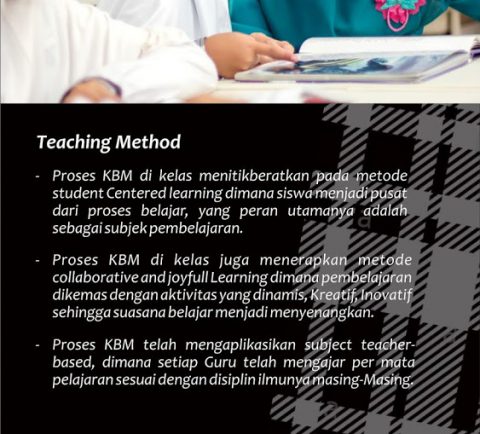 Teaching Method
- Proses KBM di kelas menitikberatkan pada metode
student Centered learning dimana siswa menjadi pusat
dari proses belajar, yang peran utamanya adalah
sebagai subjek pembelajaran.
- Proses KBM di kelas juga menerapkan metode
collaborative and joyfull Learning dimana pembelajaran
dikemas dengan aktivitas yang dinamis, Kreatif, Inovatif
sehingga suasana belajar menjadi menyenangkan.
- Proses KBM telah mengaplikasikan subject teacher-
based, dimana setiap Guru telah mengajar per mata
pelajaran sesuai dengan disiplin ilmunya masing-Masing.